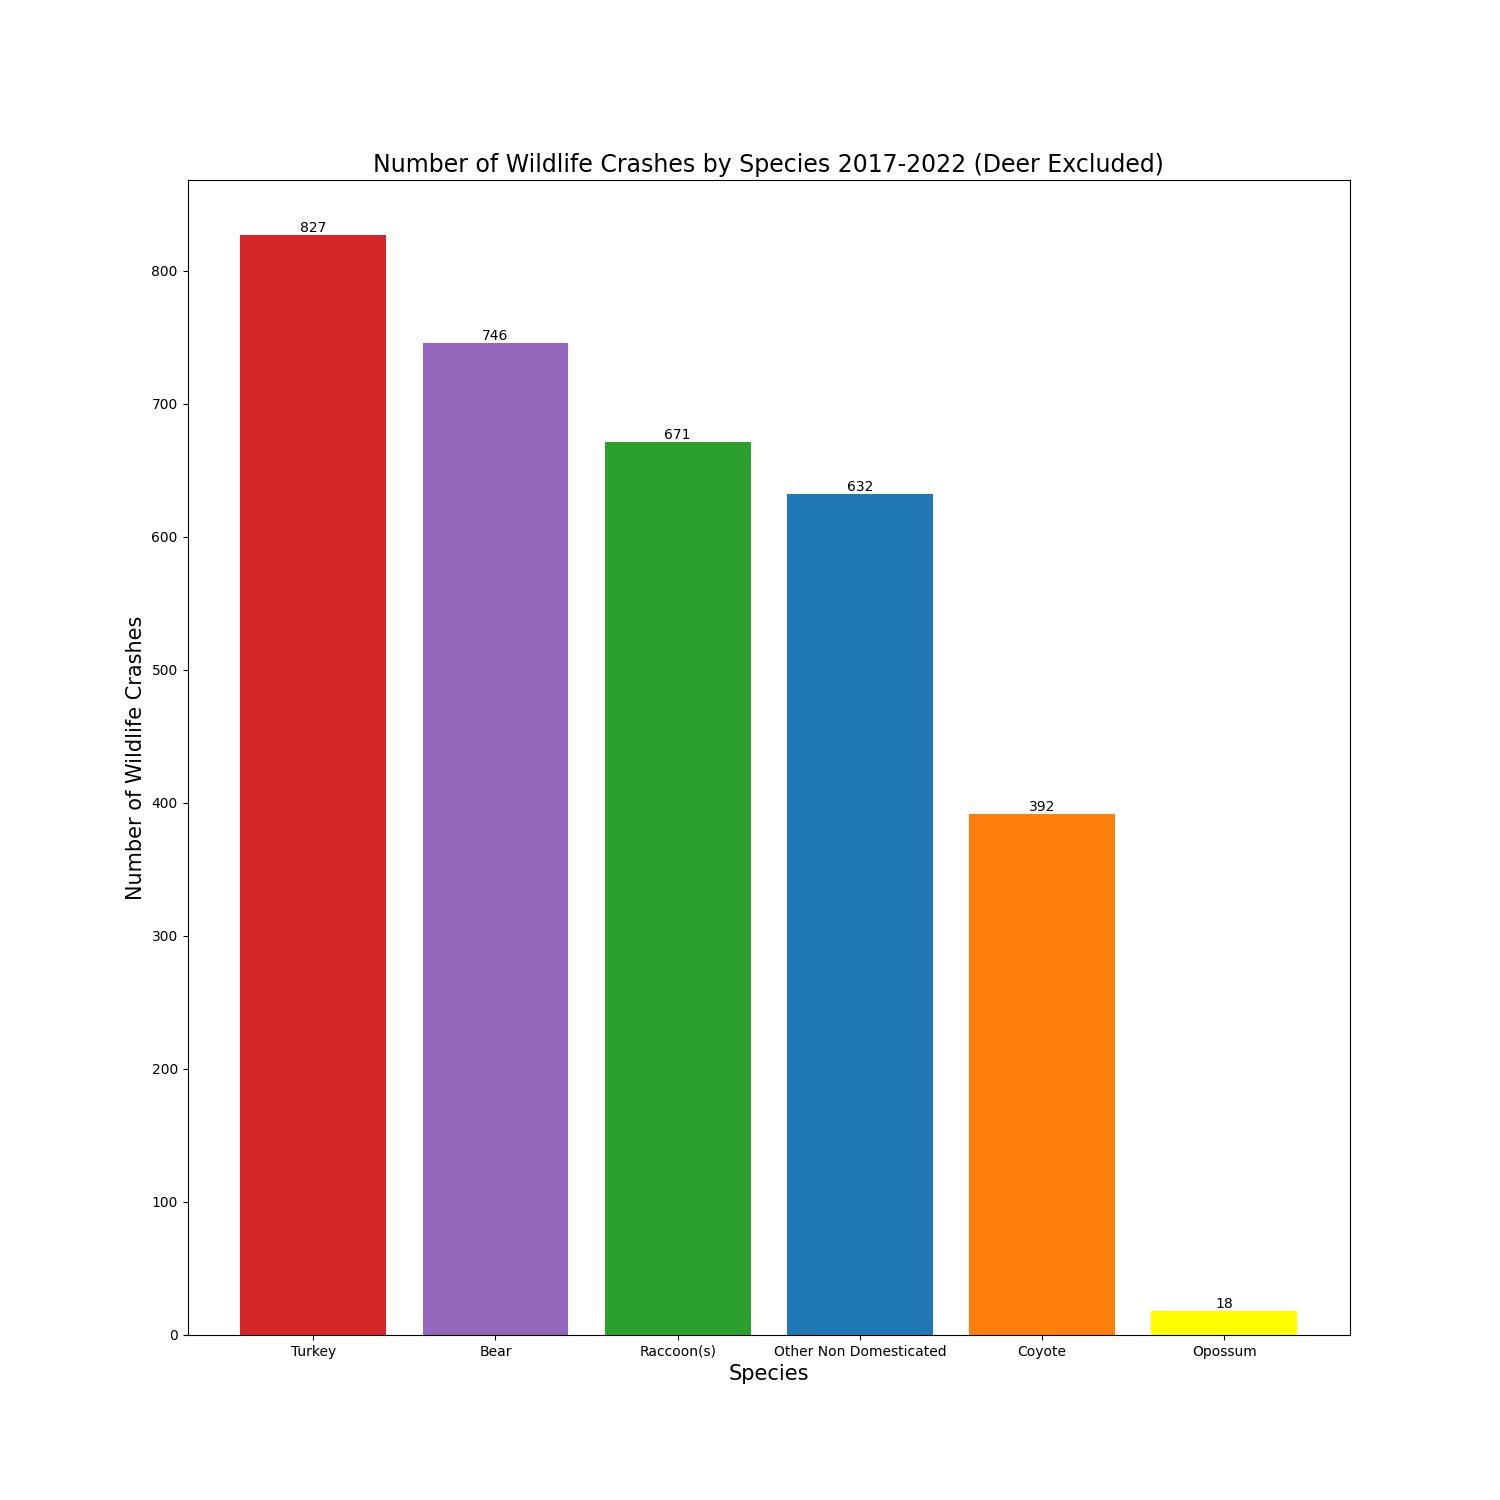 Number of Wildlife Crashes by Species 2017-2022 (Deer Excluded)
827
746
671
632
392
18
800
700
600
500
400
300
200
100
0
Number of Wildlife Crashes
Turkey
Bear
Raccoon(s)
Other Non Domesticated
Coyote
Opossum
Species